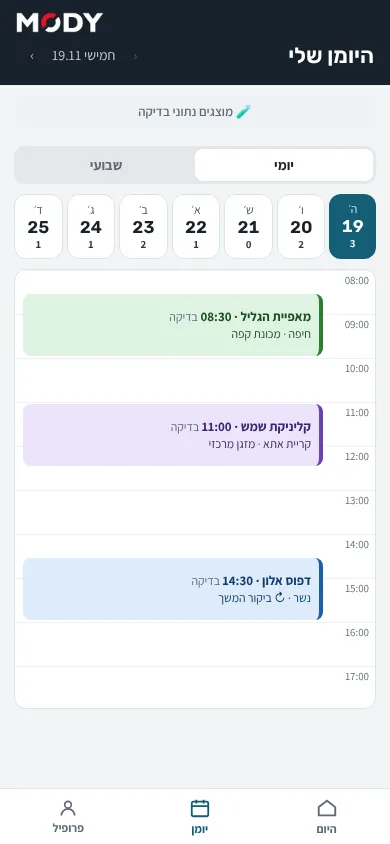 MODY
היומן שלי
‹ חמישי 19.11 ›
🧪 מוצגים נתוני בדיקה
יומי
שבועי
ה׳ 19 3
ו׳ 20 2
ש׳ 21 0
א׳ 22 1
ב׳ 23 2
ג׳ 24 1
ד׳ 25 1
08:00
מאפיית הגליל · 08:30 בדיקה
חיפה · מכונת קפה
09:00
10:00
11:00
קליניקת שמש · 11:00 בדיקה
קריית אתא · מזגן מרכזי
12:00
13:00
14:00
דפוס אלון · 14:30 בדיקה
נשר · ↻ ביקור המשך
15:00
16:00
17:00
היום
יומן
פרופיל